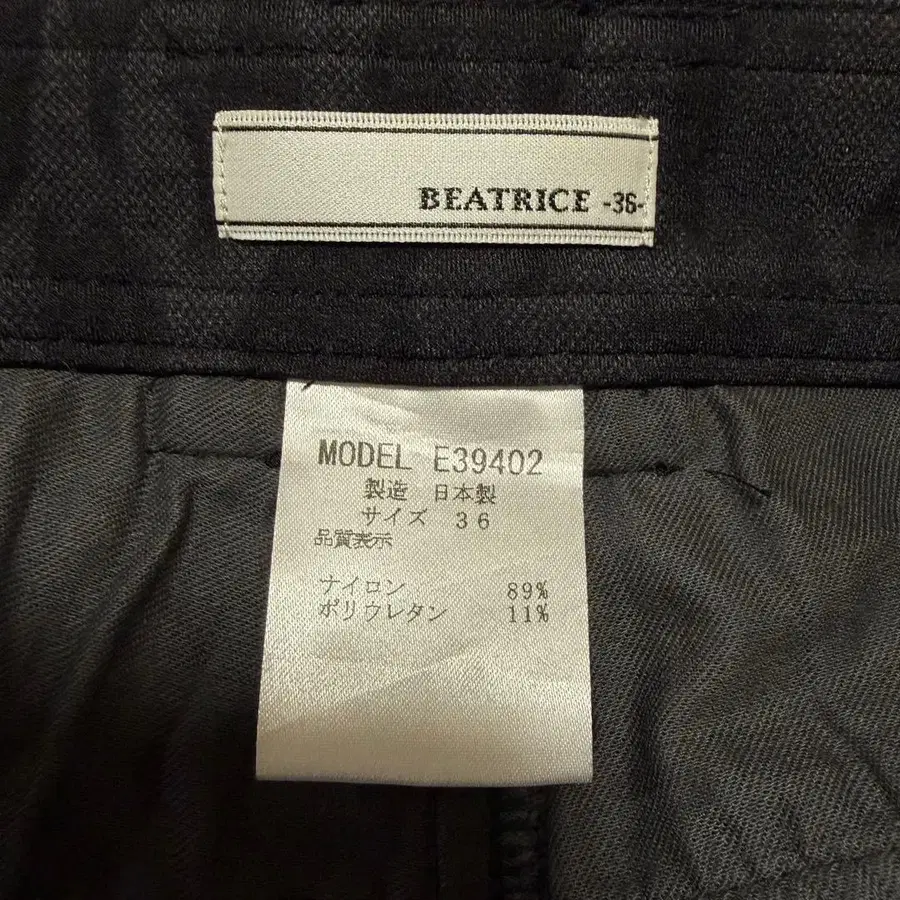 BEATRICE -36-
MODEL E39402
製造 日本製
サイズ 36
品質表示
ナイロン 89%
ポリウレタン 11%